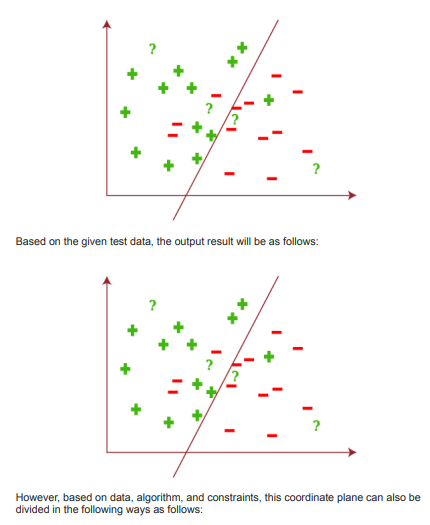 ?
?
?
?
Based on the given test data, the output result will be as follows:
?
?
?
?
However, based on data, algorithm, and constraints, this coordinate plane can also be
divided in the following ways as follows: